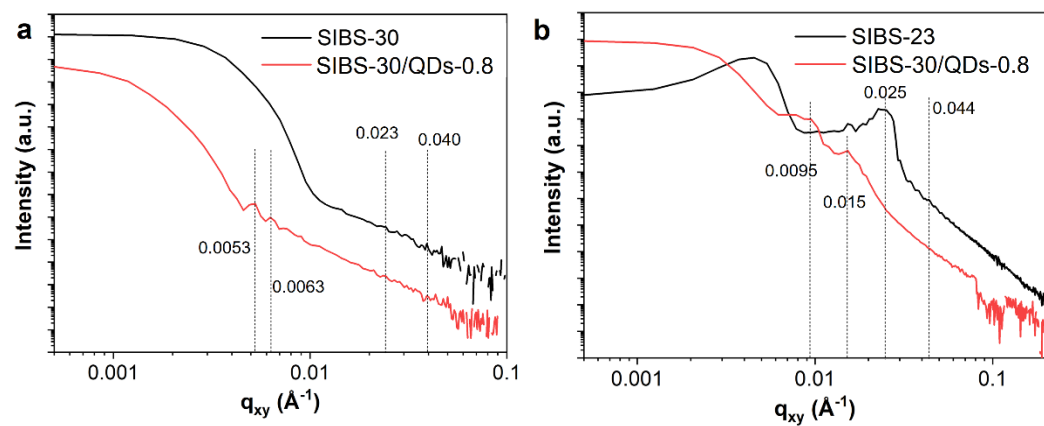 a
SIBS-30
SIBS-30/QDs-0.8
0.023
0.040
0.0053
0.0063
Intensity (a.u.)
0.001
0.01
0.1
qxy (Å-1)
b
SIBS-23
SIBS-30/QDs-0.8
0.025
0.044
0.0095
0.015
Intensity (a.u.)
0.001
0.01
0.1
qxy (Å-1)